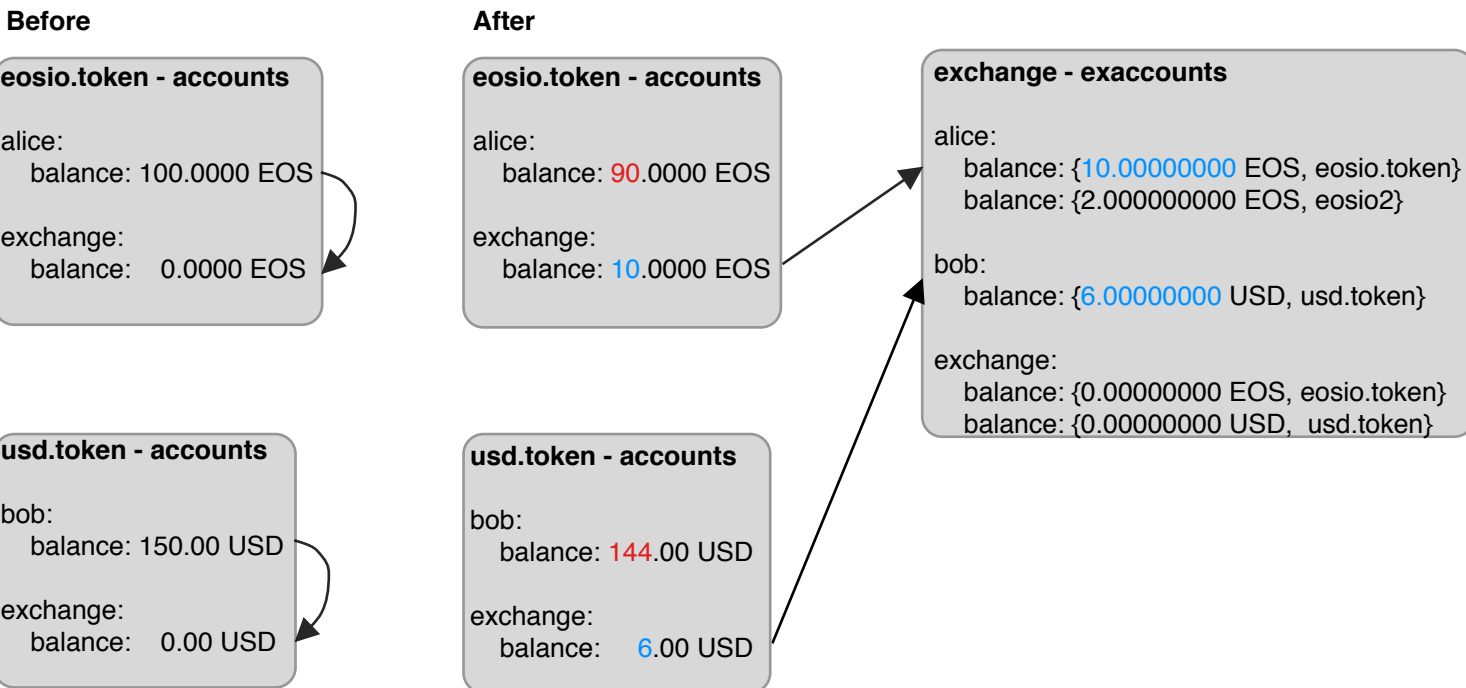 Before
After
eosio.token - accounts
alice:
balance: 100.0000 EOS
exchange:
balance: 0.0000 EOS
eosio.token - accounts
alice:
balance: 90.0000 EOS
exchange:
balance: 10.0000 EOS
exchange - exaccounts
alice:
balance: {10.00000000 EOS, eosio.token}
balance: {2.000000000 EOS, eosio2}
bob:
balance: {6.00000000 USD, usd.token}
exchange:
balance: {0.00000000 EOS, eosio.token}
balance: {0.00000000 USD, usd.token}
usd.token - accounts
bob:
balance: 150.00 USD
exchange:
balance: 0.00 USD
usd.token - accounts
bob:
balance: 144.00 USD
exchange:
balance: 6.00 USD